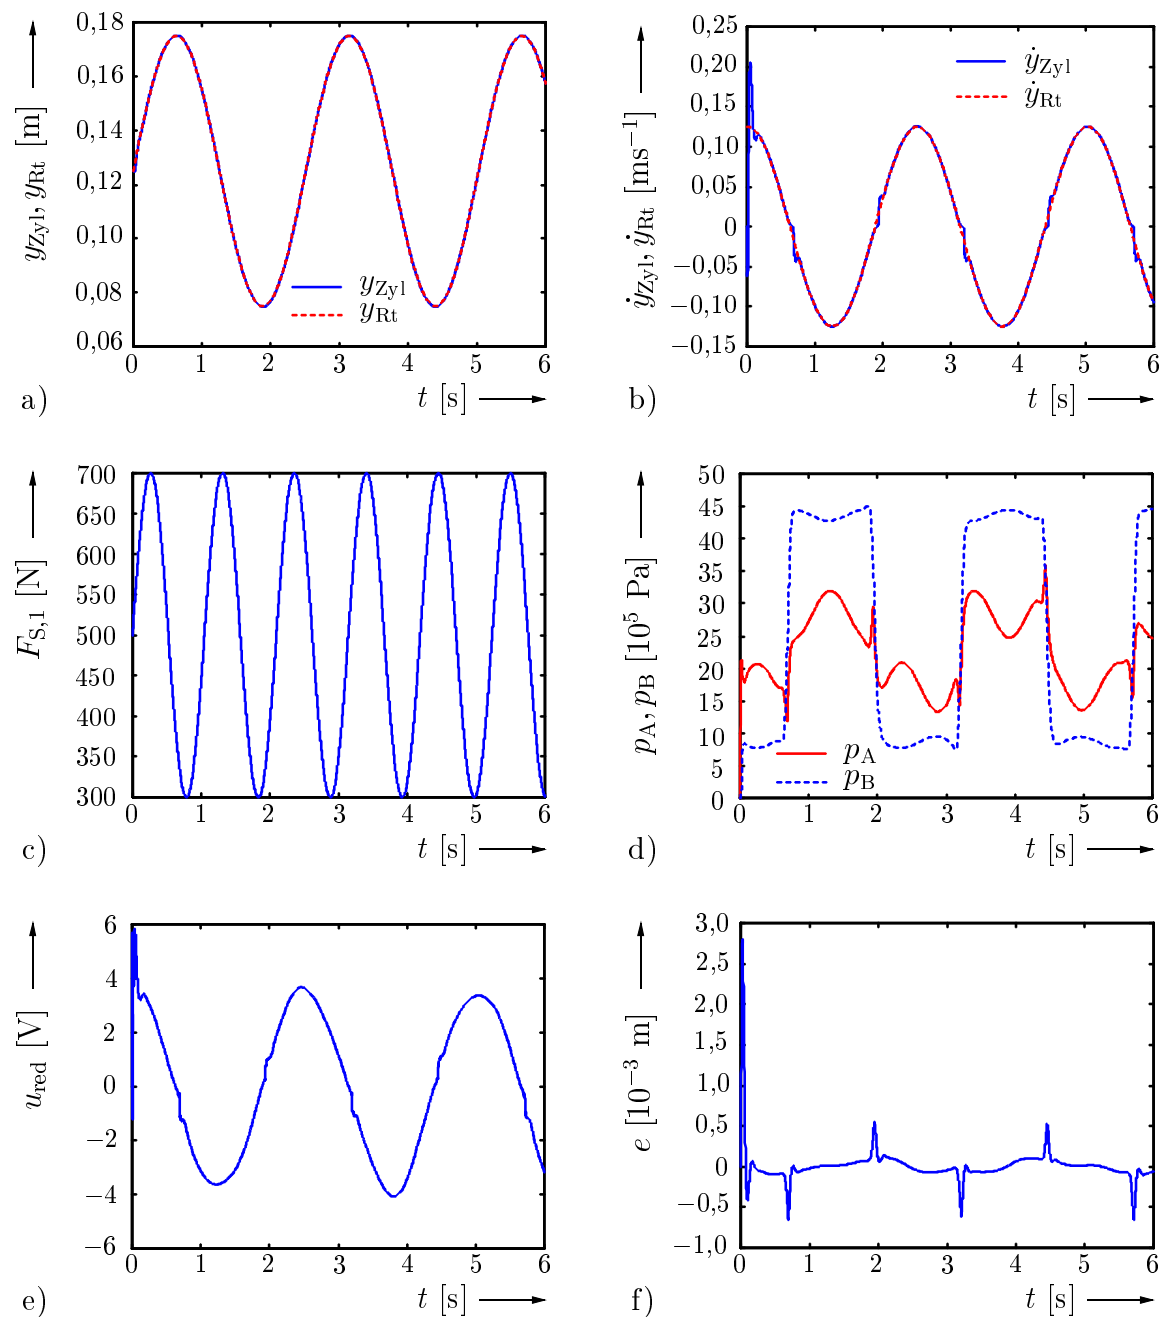 0,18
0,16
0,14
0,12
0,10
0,08
0,06
0 1 2 3 4 5 6
y_Zyl, y_Rt [m]
y_Zyl
y_Rt
a) t [s]
0,25
0,20
0,15
0,10
0,05
0
−0,05
−0,10
−0,15
0 1 2 3 4 5 6
ẏ_Zyl, ẏ_Rt [ms⁻¹]
ẏ_Zyl
ẏ_Rt
b) t [s]
700
650
600
550
500
450
400
350
300
0 1 2 3 4 5 6
F_S,1 [N]
c) t [s]
50
45
40
35
30
25
20
15
10
5
0
0 1 2 3 4 5 6
p_A, p_B [10⁵ Pa]
p_A
p_B
d) t [s]
6
4
2
0
−2
−4
−6
0 1 2 3 4 5 6
u_red [V]
e) t [s]
3,0
2,5
2,0
1,5
1,0
0,5
0
−0,5
−1,0
0 1 2 3 4 5 6
e [10⁻³ m]
f) t [s]